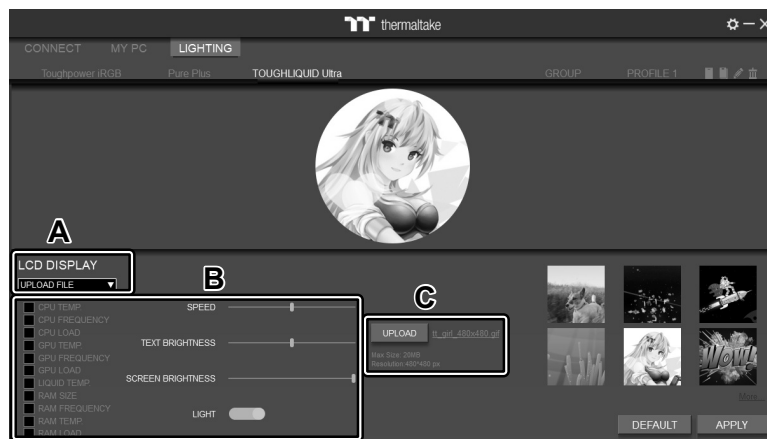 thermaltake
CONNECT MY PC LIGHTING
Toughpower iRGB Pure Plus TOUGHLIQUID Ultra GROUP PROFILE 1
A
LCD DISPLAY
UPLOAD FILE
B
CPU TEMP.
CPU FREQUENCY
CPU LOAD
GPU TEMP.
GPU FREQUENCY
GPU LOAD
LIQUID TEMP
RAM SIZE
RAM FREQUENCY
RAM TEMP.
RAM LOAD
SPEED
TEXT BRIGHTNESS
SCREEN BRIGHTNESS
LIGHT
C
UPLOAD tt_girl_480x480.gif
Max Size: 20MB
Resolution:480*480 px
WOW!
More...
DEFAULT APPLY